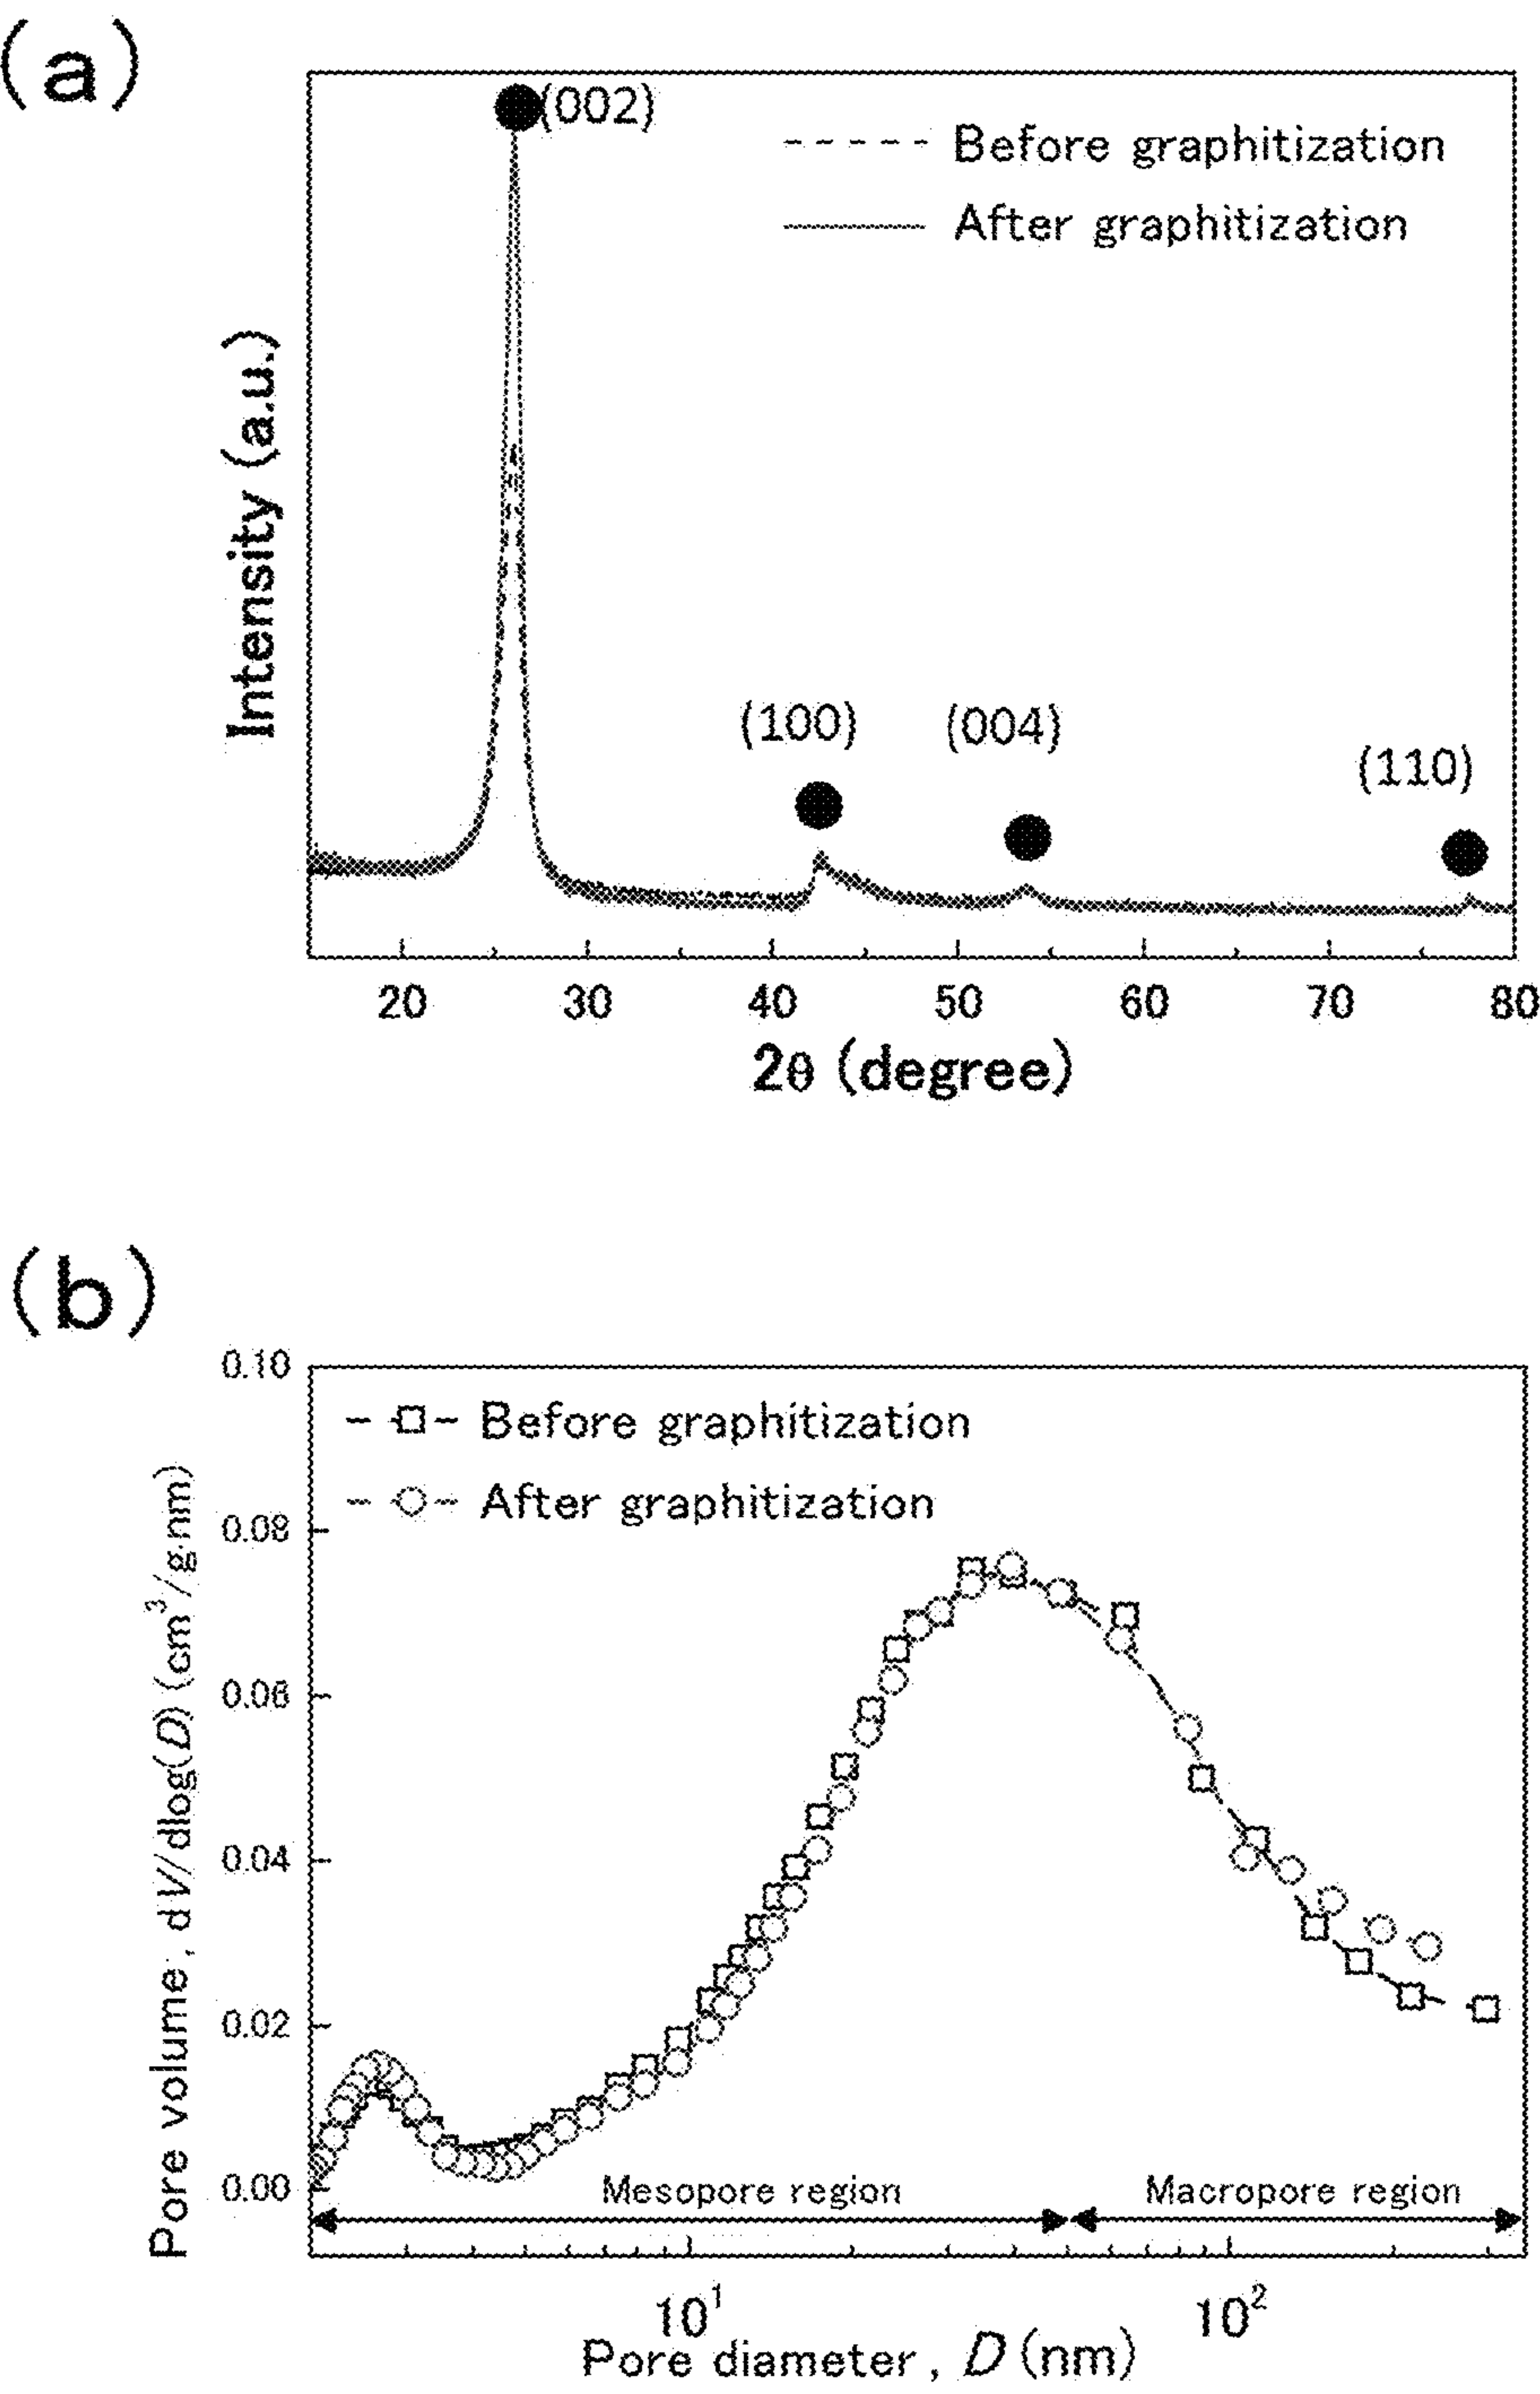 (a)
(002)
Before graphitization
After graphitization
Intensity (a.u.)
(100)
(004)
(110)
20 30 40 50 60 70 80
2θ (degree)
(b)
0.10
Before graphitization
After graphitization
0.08
0.06
0.04
0.02
0.00
Pore volume, dV/dlog(D) (cm³/g·nm)
Mesopore region Macropore region
10¹ 10²
Pore diameter, D (nm)